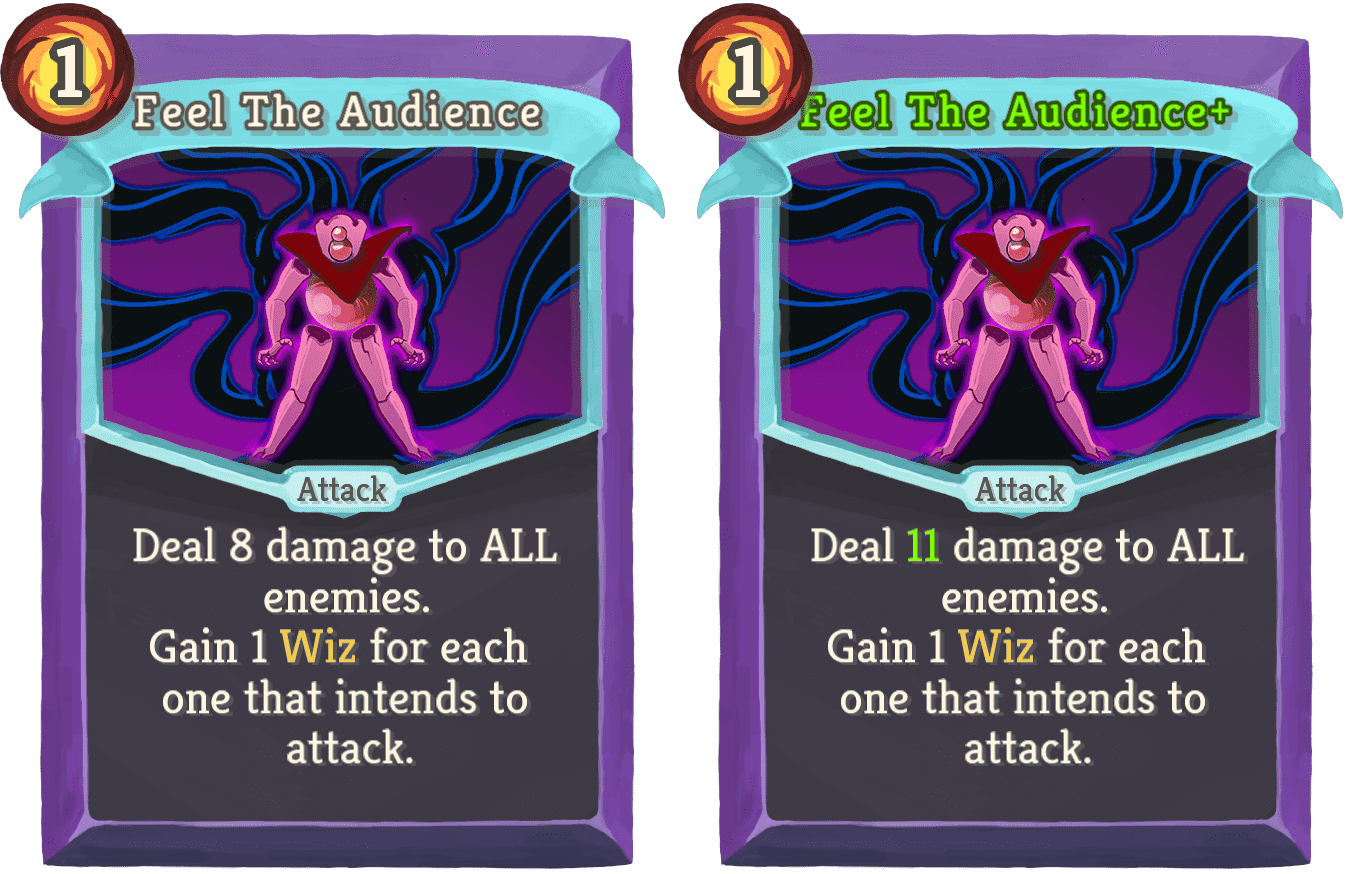 1
Feel The Audience
Attack
Deal 8 damage to ALL
enemies.
Gain 1 Wiz for each
one that intends to
attack.
1
Feel The Audience+
Attack
Deal 11 damage to ALL
enemies.
Gain 1 Wiz for each
one that intends to
attack.